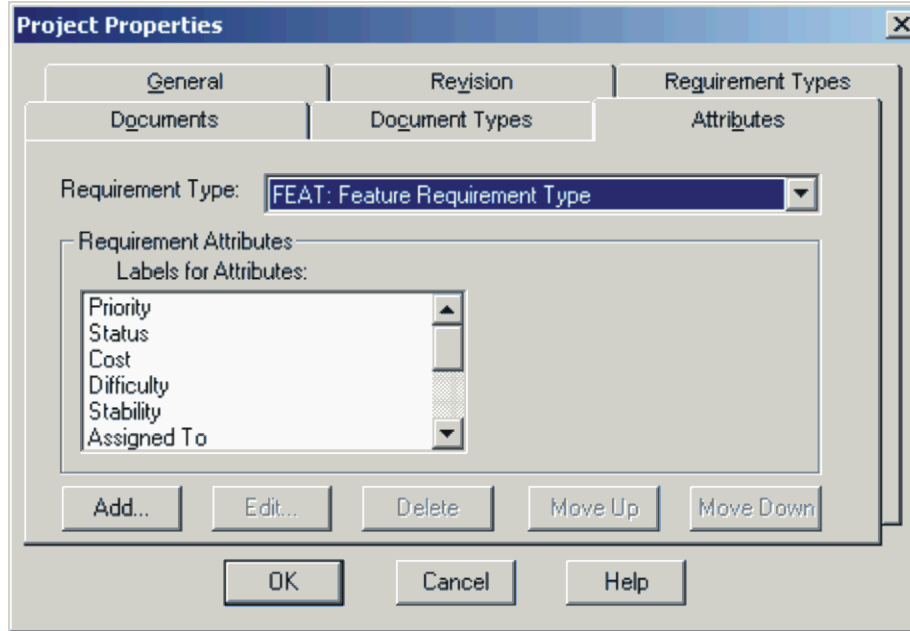 Project Properties
General Revision Requirement Types
Documents Document Types Attributes
Requirement Type: FEAT: Feature Requirement Type
Requirement Attributes
Labels for Attributes:
Priority
Status
Cost
Difficulty
Stability
Assigned To
Add... Edit... Delete Move Up Move Down
OK Cancel Help